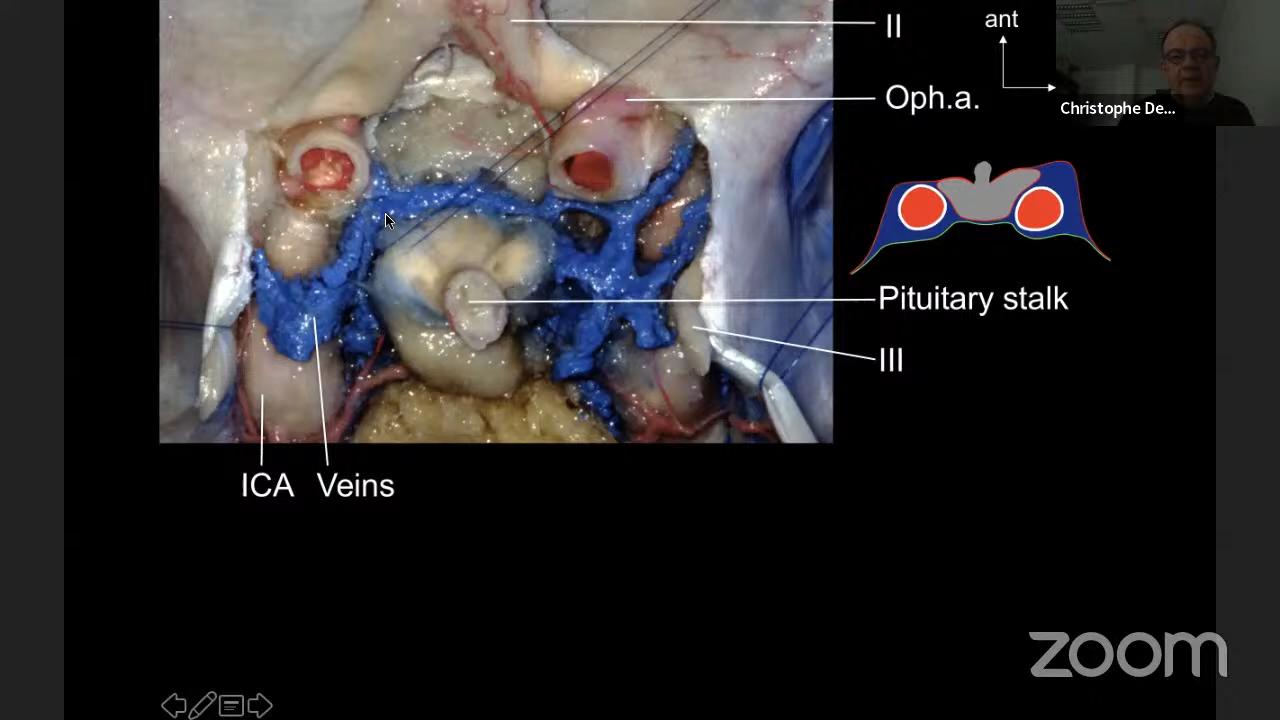 II
ant
Oph.a.
Christophe De...
Pituitary stalk
III
ICA Veins
zoom